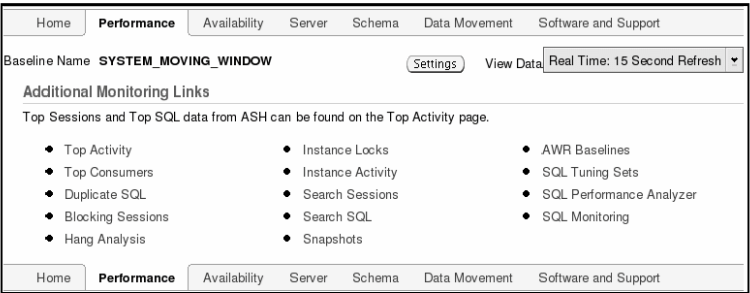 Home Performance Availability Server Schema Data Movement Software and Support
Baseline Name SYSTEM_MOVING_WINDOW Settings View Data Real Time: 15 Second Refresh
Additional Monitoring Links
Top Sessions and Top SQL data from ASH can be found on the Top Activity page.
Top Activity Instance Locks AWR Baselines
Top Consumers Instance Activity SQL Tuning Sets
Duplicate SQL Search Sessions SQL Performance Analyzer
Blocking Sessions Search SQL SQL Monitoring
Hang Analysis Snapshots
Home Performance Availability Server Schema Data Movement Software and Support